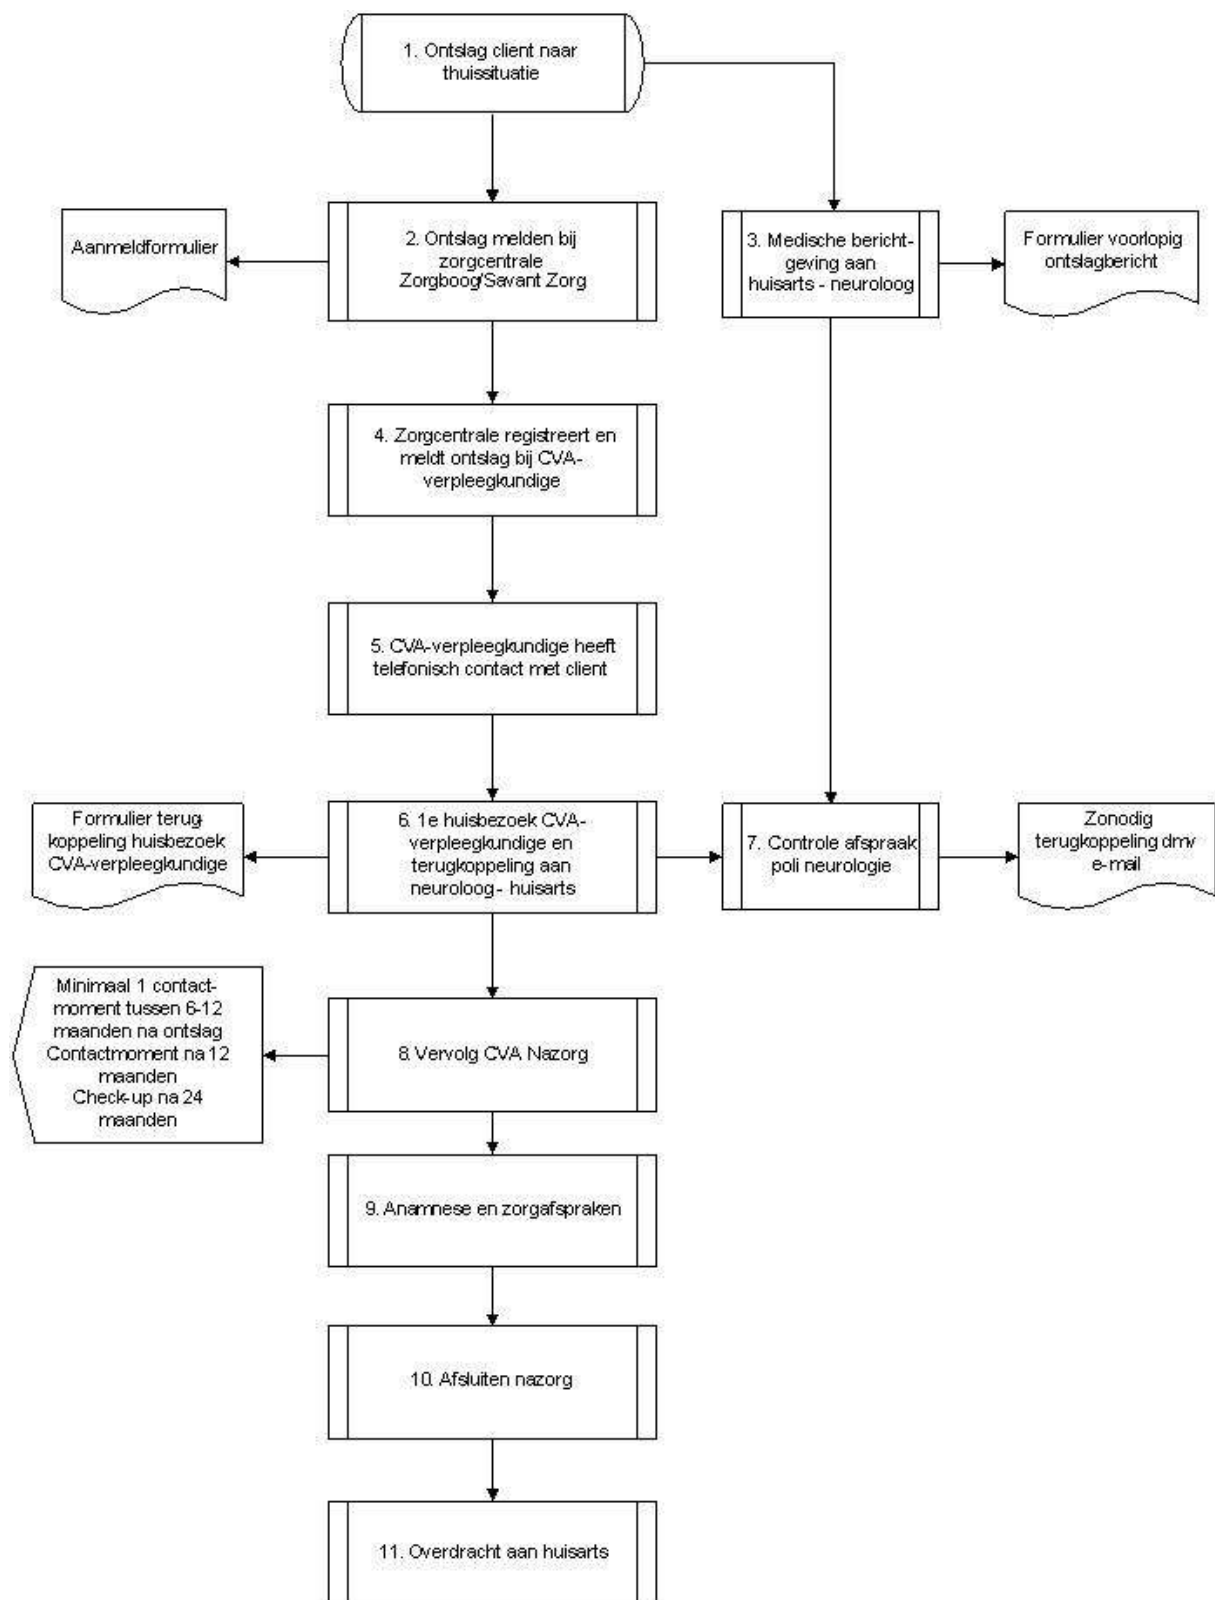 1. Ontslag client naar
thuissituatie
Aanmeldformulier
2. Ontslag melden bij
zorgcentrale
Zorgboog/Savant Zorg
3. Medische bericht-
geving aan
huisarts - neuroloog
Formulier voorlopig
ontslagbericht
4. Zorgcentrale registreert en
meldt ontslag bij CVA-
verpleegkundige
5. CVA-verpleegkundige heeft
telefonisch contact met client
Formulier terug
koppeling huisbezoek
CVA-verpleegkundige
6. 1e huisbezoek CVA-
verpleegkundige en
terugkoppeling aan
neuroloog - huisarts
7. Controle afspraak
poli neurologie
Zonodig
terugkoppeling dmv
e-mail
Minimaal 1 contact-
moment tussen 6-12
maanden na ontslag
Contactmoment na 12
maanden
Check-up na 24
maanden
8. Vervolg CVA Nazorg
9. Anamnese en zorgafspraken
10. Afsluiten nazorg
11. Overdracht aan huisarts